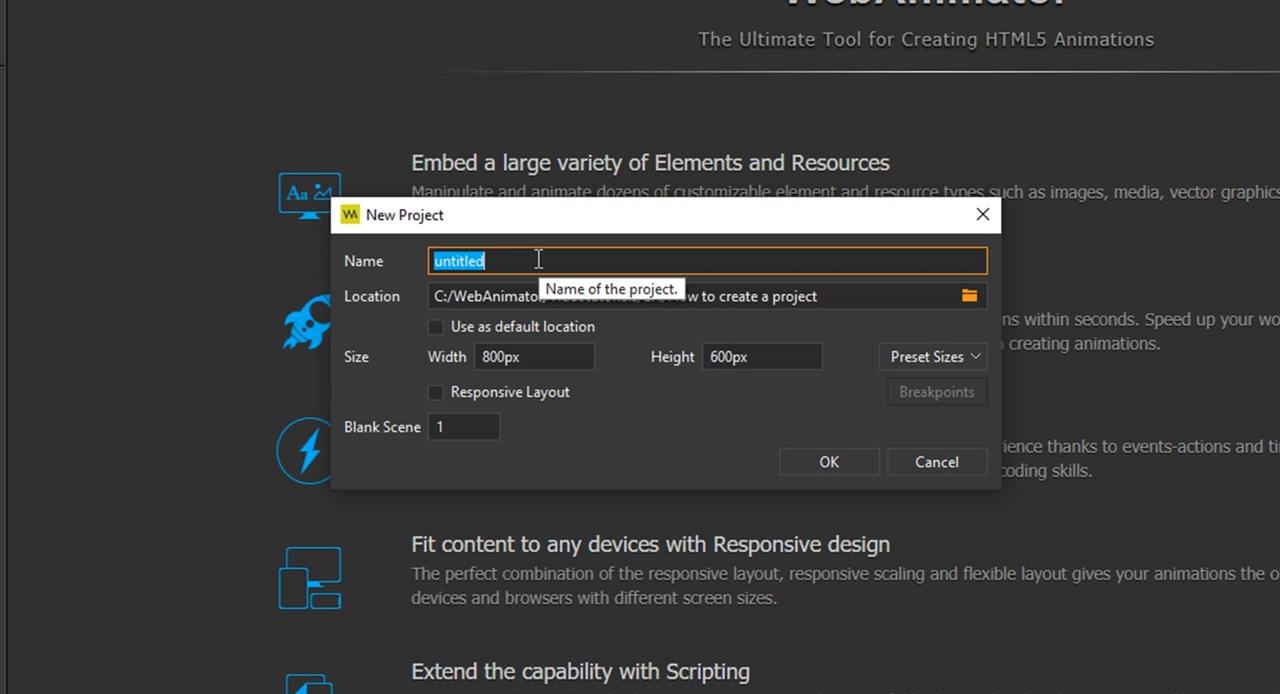 WebAnimator
The Ultimate Tool for Creating HTML5 Animations
Embed a large variety of Elements and Resources
Manipulate and animate dozens of customizable element and resource types such as images, media, vector graphics
Aa
WA New Project
Name untitled
Name of the project.
Location C:/WebAnimator/ to create a project
Use as default location
ns within seconds. Speed up your wo
creating animations.
Size Width 800px Height 600px Preset Sizes
Responsive Layout Breakpoints
Blank Scene 1
ience thanks to events-actions and ti
coding skills.
OK Cancel
Fit content to any devices with Responsive design
The perfect combination of the responsive layout, responsive scaling and flexible layout gives your animations the o
devices and browsers with different screen sizes.
Extend the capability with Scripting